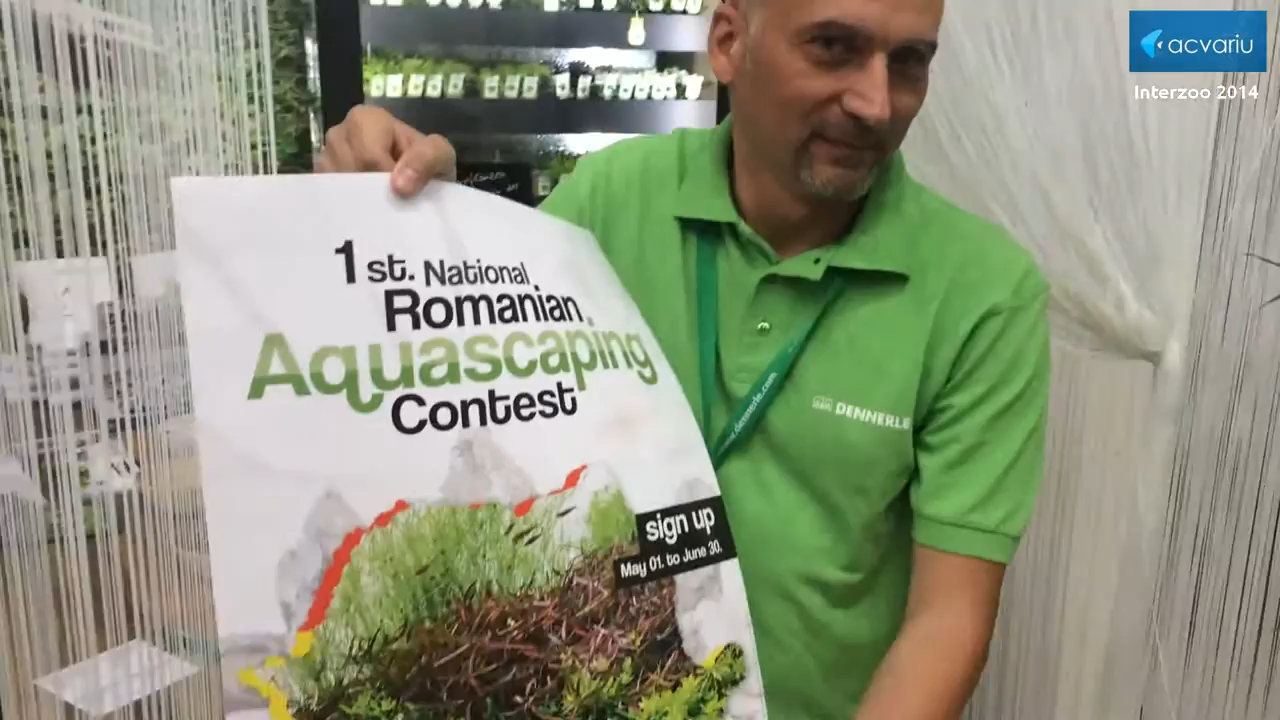 acvariu
Interzoo 2014
1st. National
Romanian
Aquascaping
Contest
sign up
May 01. to June 30.
DENNERLE
www.dennerle.com